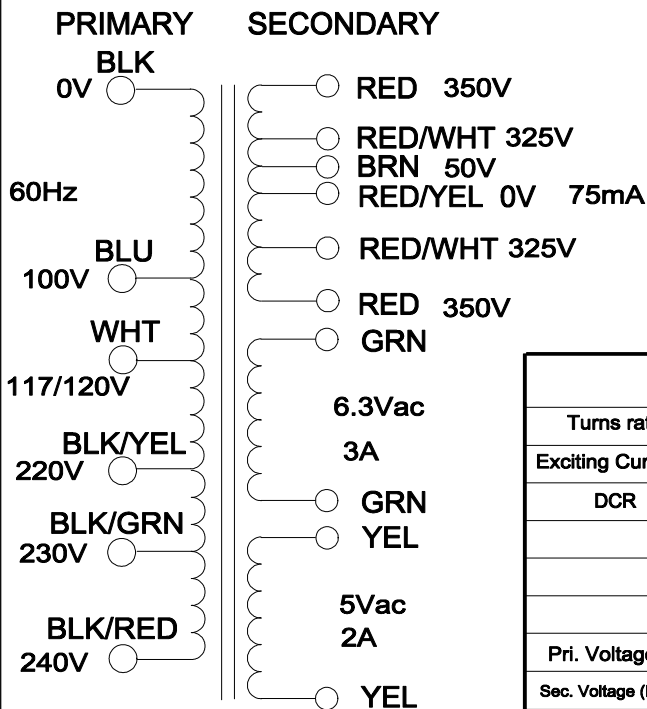 PRIMARY SECONDARY
BLK
0V
RED 350V
RED/WHT 325V
BRN 50V
60Hz
RED/YEL 0V 75mA
BLU
100V
RED/WHT 325V
RED 350V
WHT
117/120V
GRN
6.3Vac
3A
BLK/YEL
220V
GRN
BLK/GRN
230V
YEL
5Vac
2A
BLK/RED
240V
YEL
Turns
Exciting
DCR
Pri.
Sec. Voltage